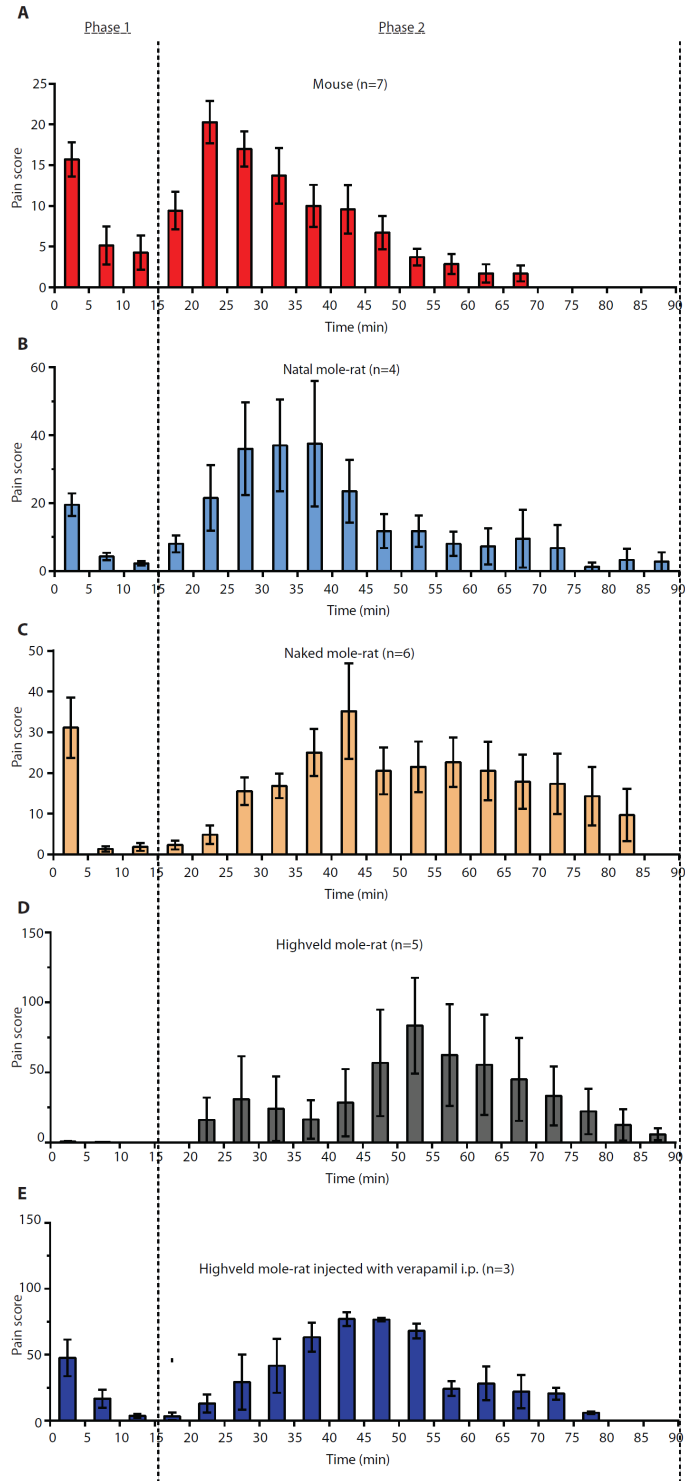 A
Phase 1 Phase 2
Mouse (n=7)
25
20
15
10
5
0
Pain score
0 5 10 15 20 25 30 35 40 45 50 55 60 65 70 75 80 85 90
Time (min)
B
Natal mole-rat (n=4)
60
40
20
0
Pain score
0 5 10 15 20 25 30 35 40 45 50 55 60 65 70 75 80 85 90
Time (min)
C
Naked mole-rat (n=6)
50
40
30
20
10
0
Pain score
0 5 10 15 20 25 30 35 40 45 50 55 60 65 70 75 80 85 90
Time (min)
D
Highveld mole-rat (n=5)
150
100
50
0
Pain score
0 5 10 15 20 25 30 35 40 45 50 55 60 65 70 75 80 85 90
Time (min)
E
Highveld mole-rat injected with verapamil i.p. (n=3)
150
100
50
0
Pain score
0 5 10 15 20 25 30 35 40 45 50 55 60 65 70 75 80 85 90
Time (min)